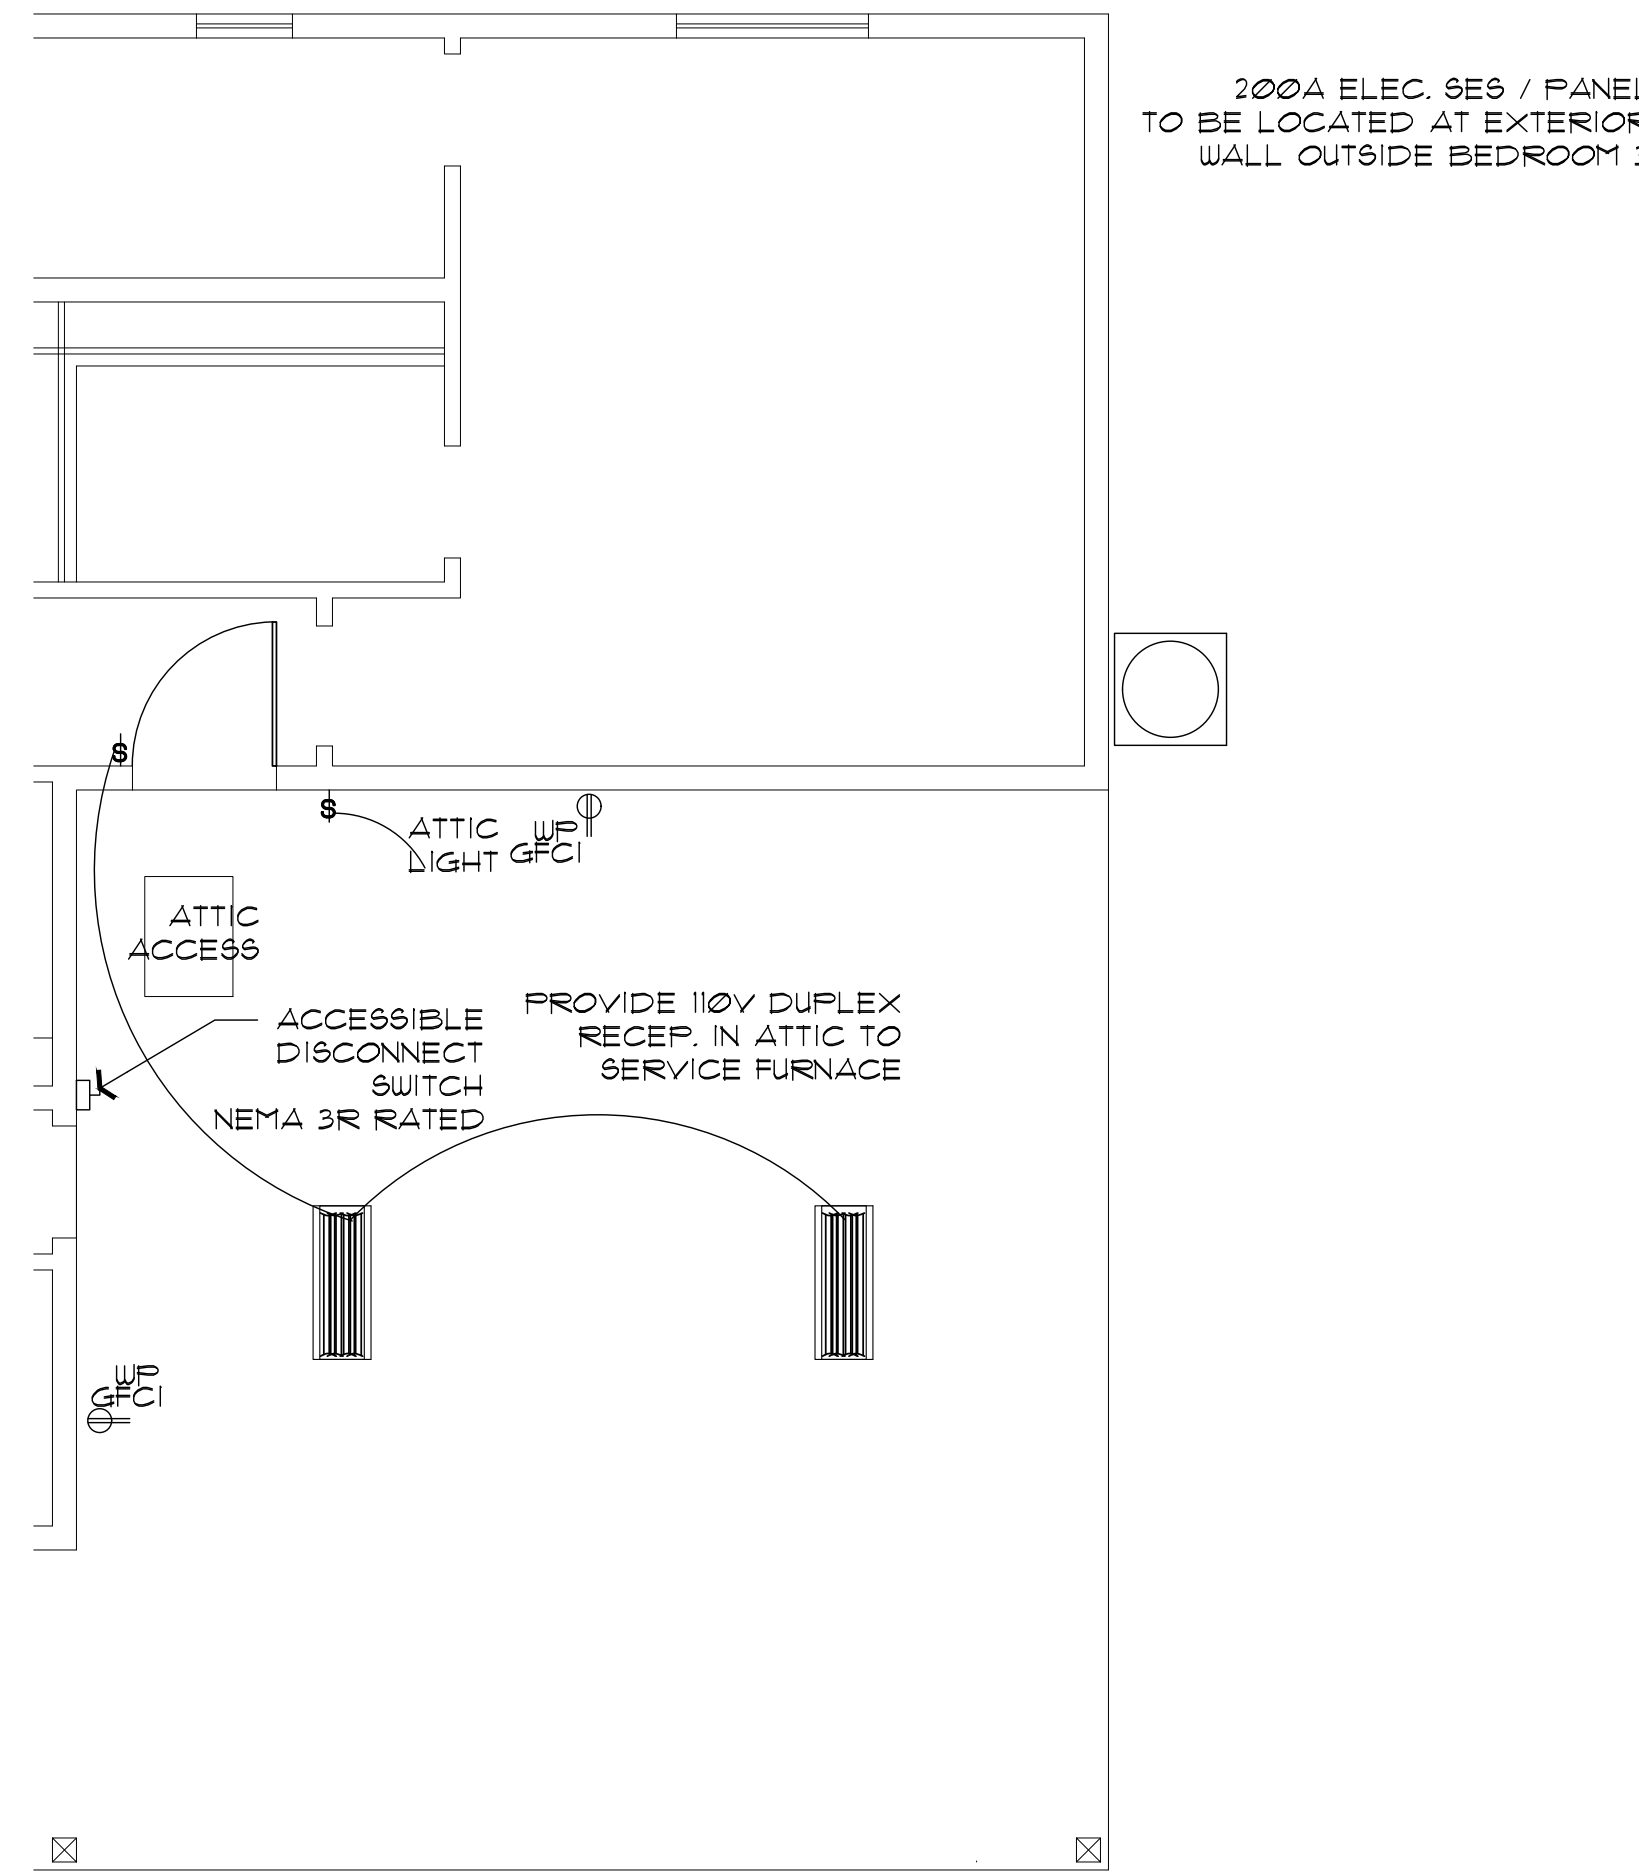 200A ELEC. SES / PANEL
TO BE LOCATED AT EXTERIOR
WALL OUTSIDE BEDROOM
S
S
ATTIC
LIGHT
WP
GFCI
ATTIC
ACCESS
ACCESSIBLE
DISCONNECT
SWITCH
NEMA 3R RATED
PROVIDE 110V DUPLEX
RECEP. IN ATTIC TO
SERVICE FURNACE
WP
GFCI